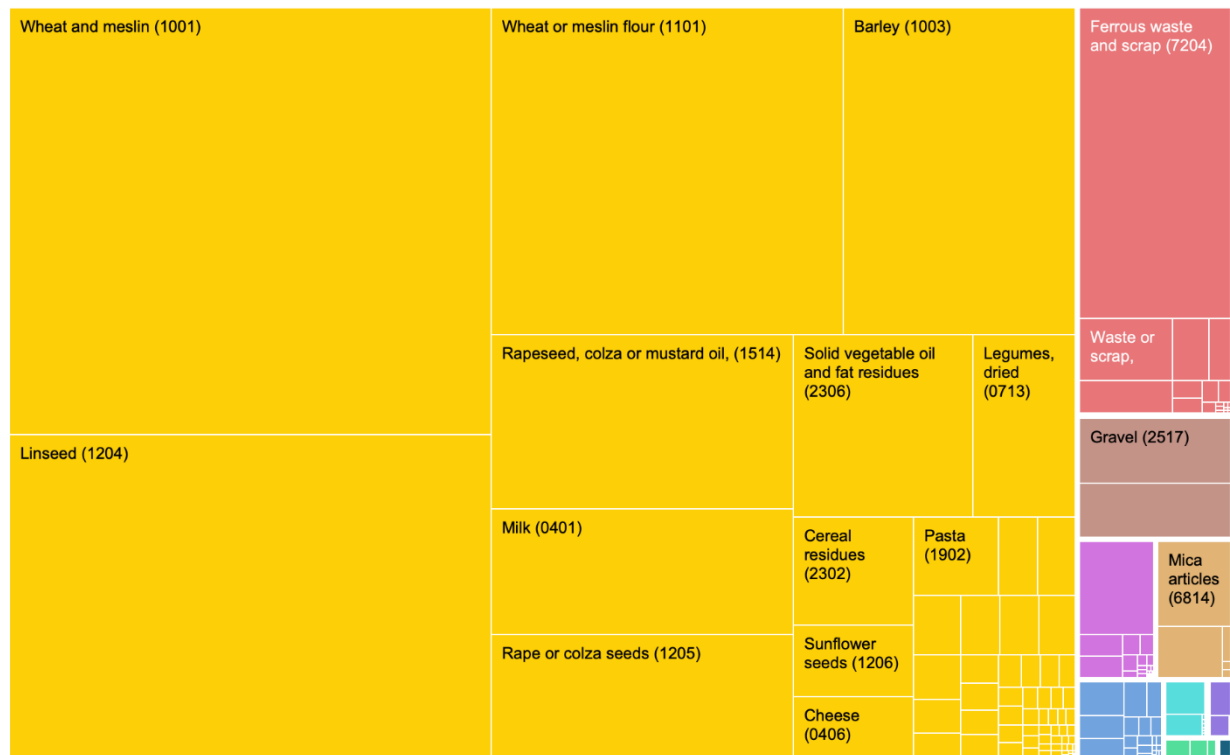 Wheat and meslin (1001)
Wheat or meslin flour (1101)
Barley (1003)
Ferrous waste
and scrap (7204)
Rapeseed, colza or mustard oil, (1514)
Solid vegetable oil
and fat residues
(2306)
Legumes,
dried
(0713)
Waste or
scrap,
Linseed (1204)
Gravel (2517)
Milk (0401)
Cereal
residues
(2302)
Pasta
(1902)
Mica
articles
(6814)
Rape or colza seeds (1205)
Sunflower
seeds (1206)
Cheese
(0406)